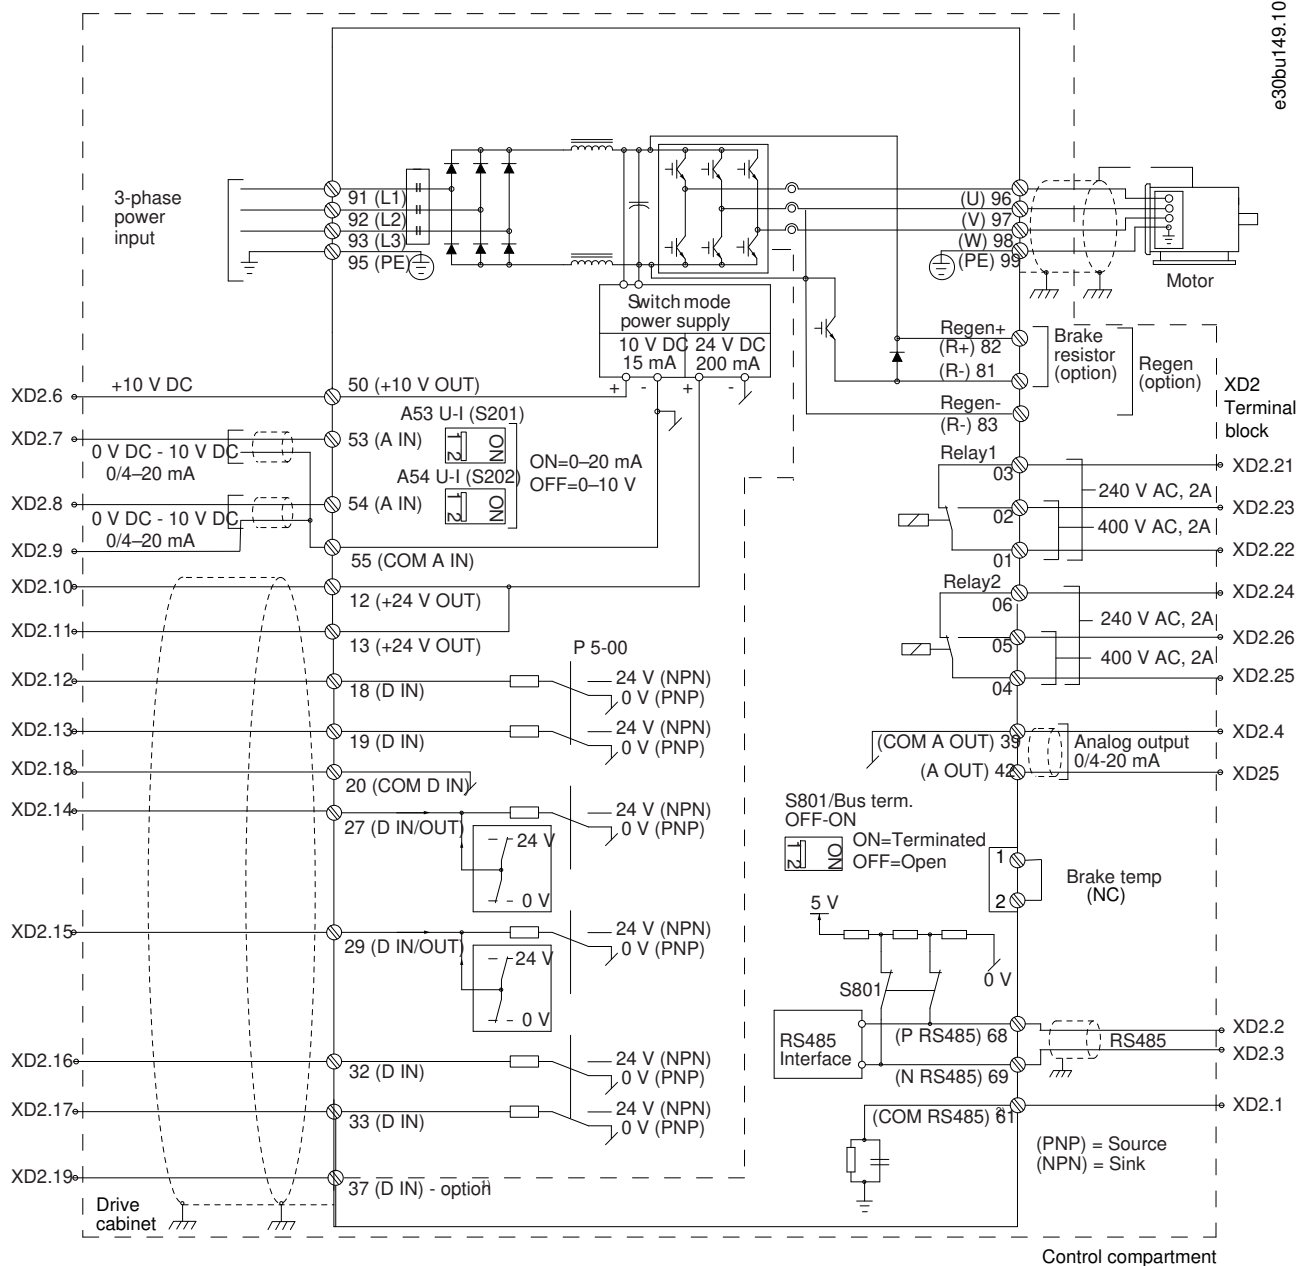 e30bu149.10
3-phase
power
input
91 (L1)
92 (L2)
93 (L3)
95 (PE)
(U) 96
(V) 97
(W) 98
(PE) 99
Motor
Switch mode
power supply
10 V DC
15 mA
24 V DC
200 mA
+
-
+
-
Regen+
(R+) 82
(R-) 81
Regen-
(R-) 83
Brake
resistor
(option)
Regen
(option)
XD2
Terminal
block
XD2.6
+10 V DC
50 (+10 V OUT)
XD2.7
0 V DC - 10 V DC
0/4–20 mA
53 (A IN)
A53 U-I (S201)
1 2
ON
A54 U-I (S202)
1 2
ON
ON=0–20 mA
OFF=0–10 V
XD2.8
0 V DC - 10 V DC
0/4–20 mA
54 (A IN)
XD2.9
55 (COM A IN)
XD2.10
12 (+24 V OUT)
XD2.11
13 (+24 V OUT)
P 5-00
XD2.12
18 (D IN)
24 V (NPN)
0 V (PNP)
XD2.13
19 (D IN)
24 V (NPN)
0 V (PNP)
XD2.18
20 (COM D IN)
XD2.14
27 (D IN/OUT)
24 V
0 V
24 V (NPN)
0 V (PNP)
XD2.15
29 (D IN/OUT)
24 V
0 V
24 V (NPN)
0 V (PNP)
XD2.16
32 (D IN)
24 V (NPN)
0 V (PNP)
XD2.17
33 (D IN)
24 V (NPN)
0 V (PNP)
XD2.19
37 (D IN) - option
Drive
cabinet
Relay1
03
02
01
240 V AC, 2A
400 V AC, 2A
XD2.21
XD2.23
XD2.22
Relay2
06
05
04
240 V AC, 2A
400 V AC, 2A
XD2.24
XD2.26
XD2.25
(COM A OUT) 39
(A OUT) 42
Analog output
0/4-20 mA
XD2.4
XD25
S801/Bus term.
OFF-ON
1 2
ON
ON=Terminated
OFF=Open
1
2
Brake temp
(NC)
5 V
0 V
S801
RS485
Interface
(P RS485) 68
(N RS485) 69
RS485
XD2.2
XD2.3
(COM RS485) 61
XD2.1
(PNP) = Source
(NPN) = Sink
Control compartment